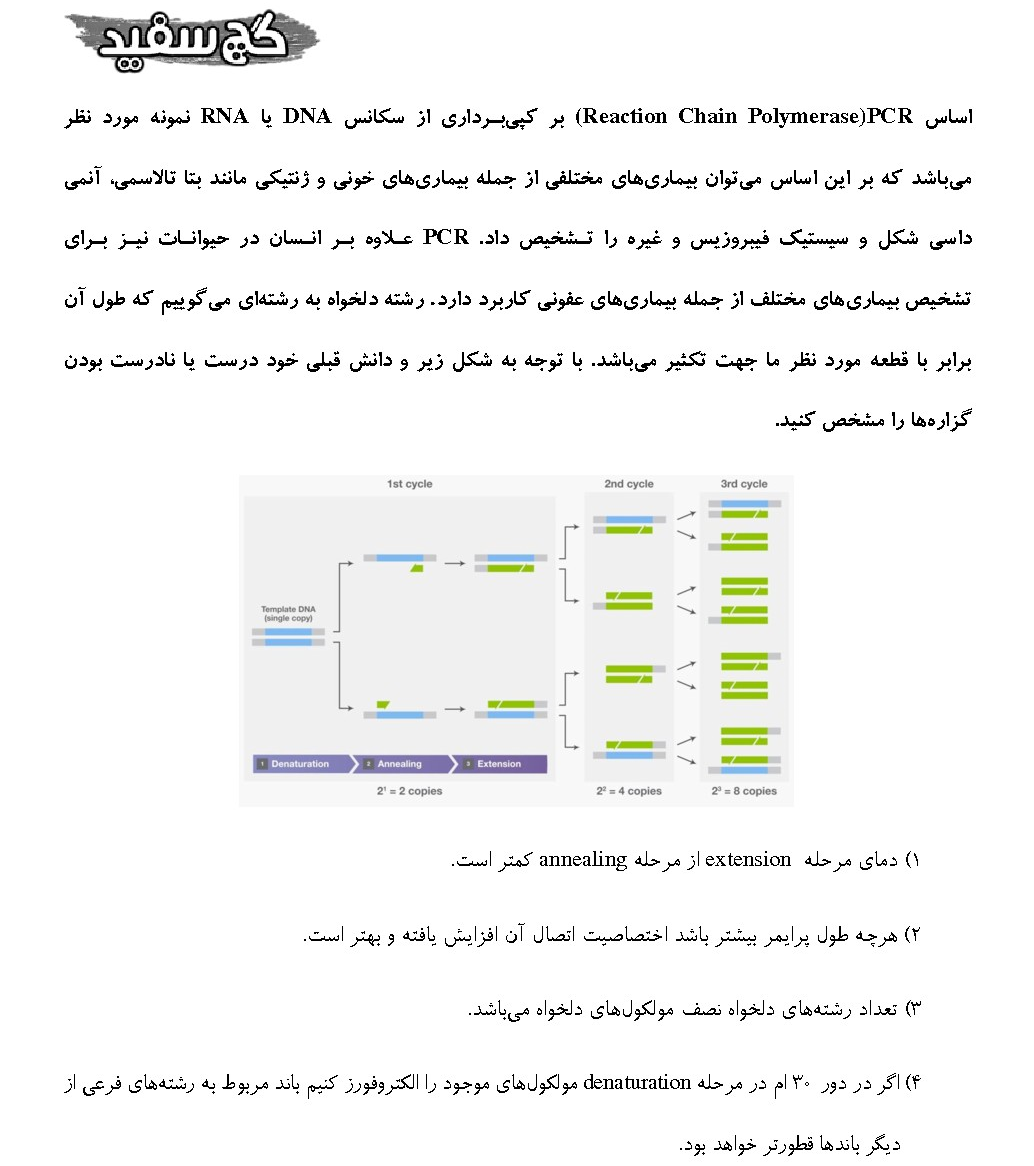 گچ سفید
اساس PCR(Reaction Chain Polymerase) بر کپی‌برداری از سکانس DNA یا RNA نمونه مورد نظر
می‌باشد که بر این اساس می‌توان بیماری‌های مختلفی از جمله بیماری‌های خونی و ژنتیکی مانند بتا تالاسمی، آنمی
داسی شکل و سیستیک فیبروزیس و غیره را تشخیص داد. PCR علاوه بر انسان در حیوانات نیز برای
تشخیص بیماری‌های مختلف از جمله بیماری‌های عفونی کاربرد دارد. رشته دلخواه به رشته‌ای می‌گوییم که طول آن
برابر با قطعه مورد نظر ما جهت تکثیر می‌باشد. با توجه به شکل زیر و دانش قبلی خود درست یا نادرست بودن
گزاره‌ها را مشخص کنید.
1st cycle 2nd cycle 3rd cycle
Template DNA
(single copy)
1 Denaturation 2 Annealing 3 Extension
2¹ = 2 copies 2² = 4 copies 2³ = 8 copies
۱) دمای مرحله extension از مرحله annealing کمتر است.
۲) هرچه طول پرایمر بیشتر باشد اختصاصیت اتصال آن افزایش یافته و بهتر است.
۳) تعداد رشته‌های دلخواه نصف مولکول‌های دلخواه می‌باشد.
۴) اگر در دور ۳۰ ام در مرحله denaturation مولکول‌های موجود را الکتروفورز کنیم باند مربوط به رشته‌های فرعی از
دیگر باندها قطورتر خواهد بود.